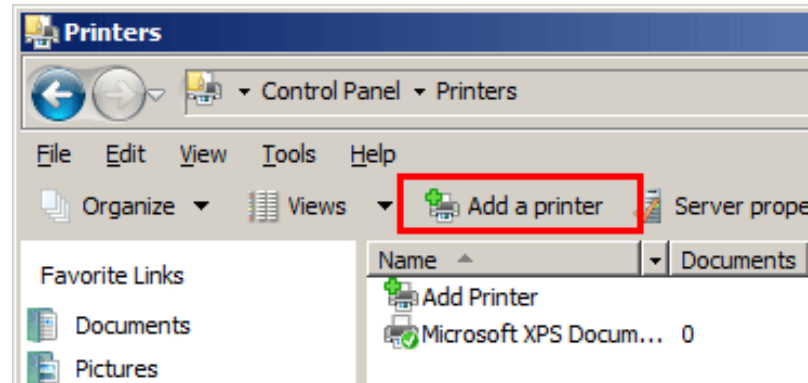 Printers
Control Panel Printers
File Edit View Tools Help
Organize Views Add a printer Server prope
Name Documents
Favorite Links
Add Printer
Documents
Microsoft XPS Docum... 0
Pictures